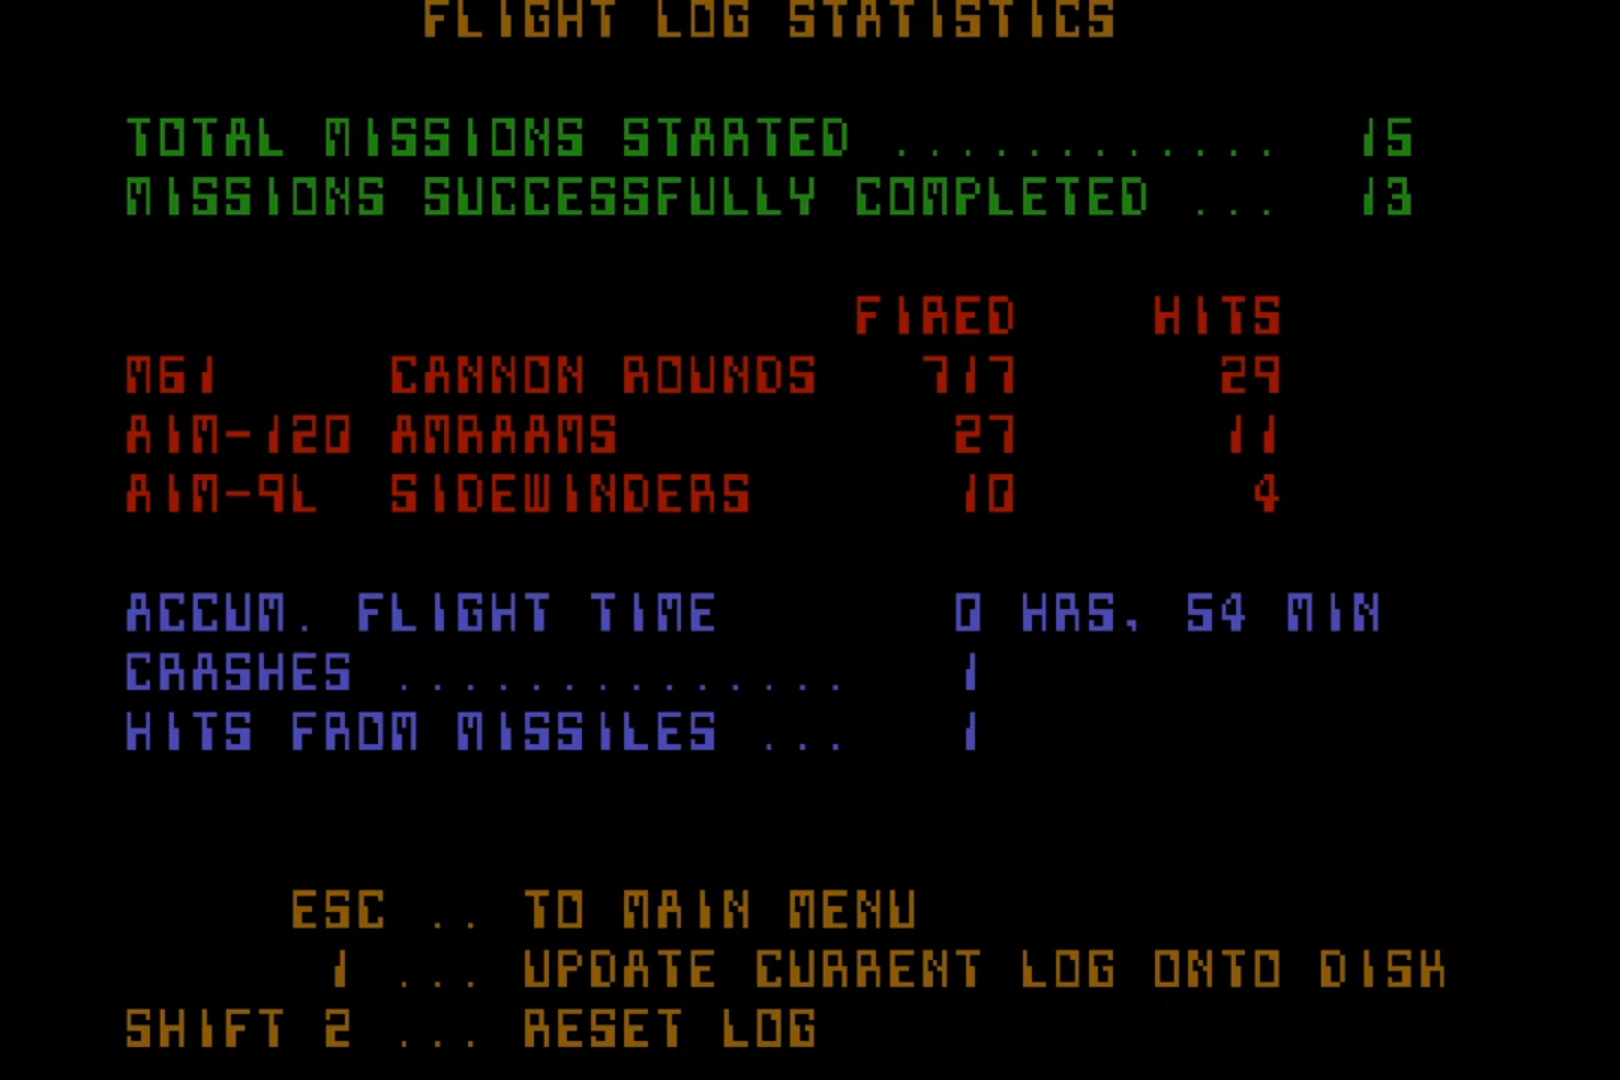 FLIGHT LOG STATISTICS
TOTAL MISSIONS STARTED ............ 15
MISSIONS SUCCESSFULLY COMPLETED ... 13
FIRED HITS
M61 CANNON ROUNDS 717 29
AIM-120 AMRAAMS 27 11
AIM-9L SIDEWINDERS 10 4
ACCUM. FLIGHT TIME 0 HRS, 54 MIN
CRASHES .............. 1
HITS FROM MISSILES ... 1
ESC .. TO MAIN MENU
1 ... UPDATE CURRENT LOG ONTO DISK
SHIFT 2 ... RESET LOG